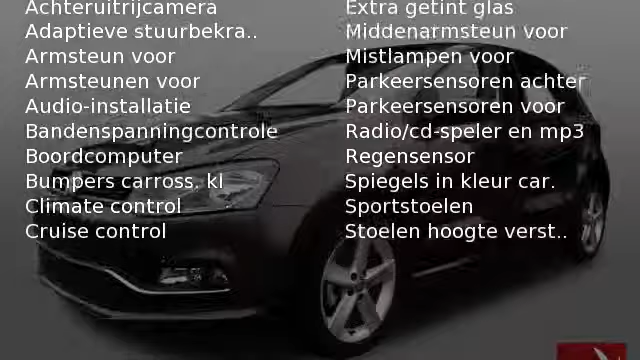 Achteruitrijcamera
Adaptieve stuurbekra..
Armsteun voor
Armsteunen voor
Audio-installatie
Bandenspanningcontrole
Boordcomputer
Bumpers carross. kl
Climate control
Cruise control
Extra getint glas
Middenarmsteun voor
Mistlampen voor
Parkeersensoren achter
Parkeersensoren voor
Radio/cd-speler en mp3
Regensensor
Spiegels in kleur car.
Sportstoelen
Stoelen hoogte verst..